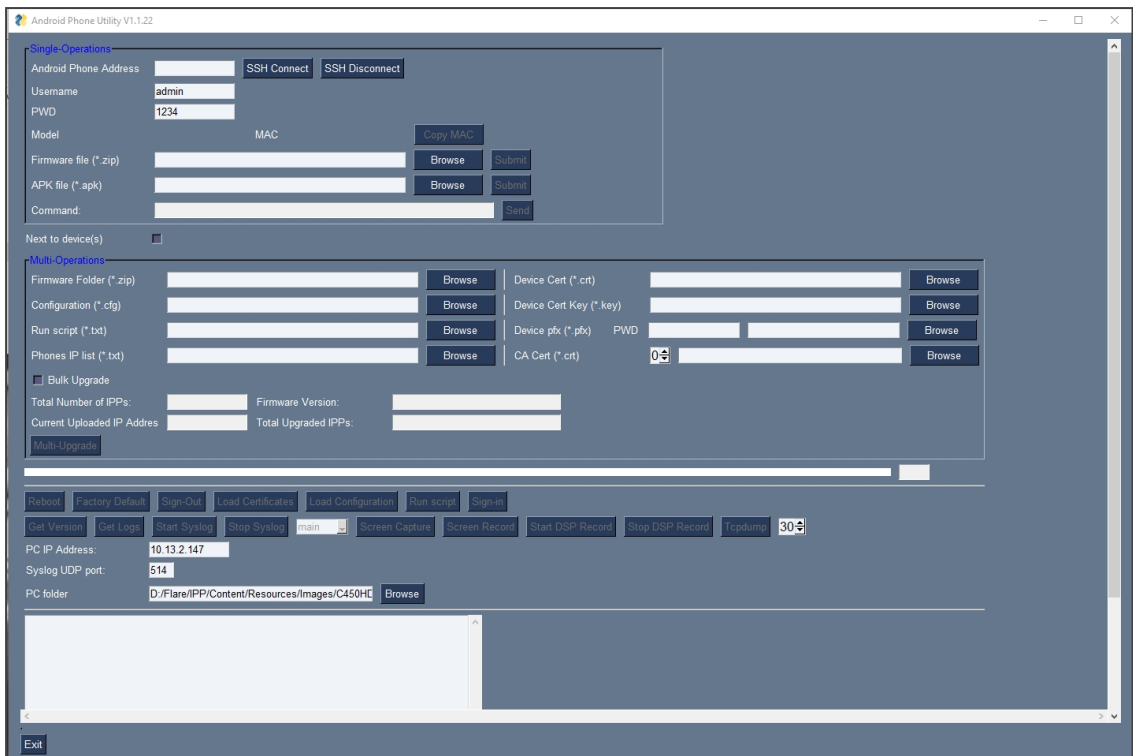 Android Phone Utility V1.1.22
Single-Operations
Android Phone Address SSH Connect SSH Disconnect
Username admin
PWD 1234
Model MAC Copy MAC
Firmware file (*.zip) Browse Submit
APK file (*.apk) Browse Submit
Command: Send
Next to device(s)
Multi-Operations
Firmware Folder (*.zip) Browse Device Cert (*.crt) Browse
Configuration (*.cfg) Browse Device Cert Key (*.key) Browse
Run script (*.txt) Browse Device pfx (*.pfx) PWD Browse
Phones IP list (*.txt) Browse CA Cert (*.crt) 0 Browse
Bulk Upgrade
Total Number of IPPs: Firmware Version:
Current Uploaded IP Addres Total Upgraded IPPs:
Multi-Upgrade
Reboot Factory Default Sign-Out Load Certificates Load Configuration Run script Sign-in
Get Version Get Logs Start Syslog Stop Syslog main Screen Capture Screen Record Start DSP Record Stop DSP Record Tcpdump 30
PC IP Address: 10.13.2.147
Syslog UDP port: 514
PC folder D:/Flare/IPP/Content/Resources/Images/C450HD Browse
Exit